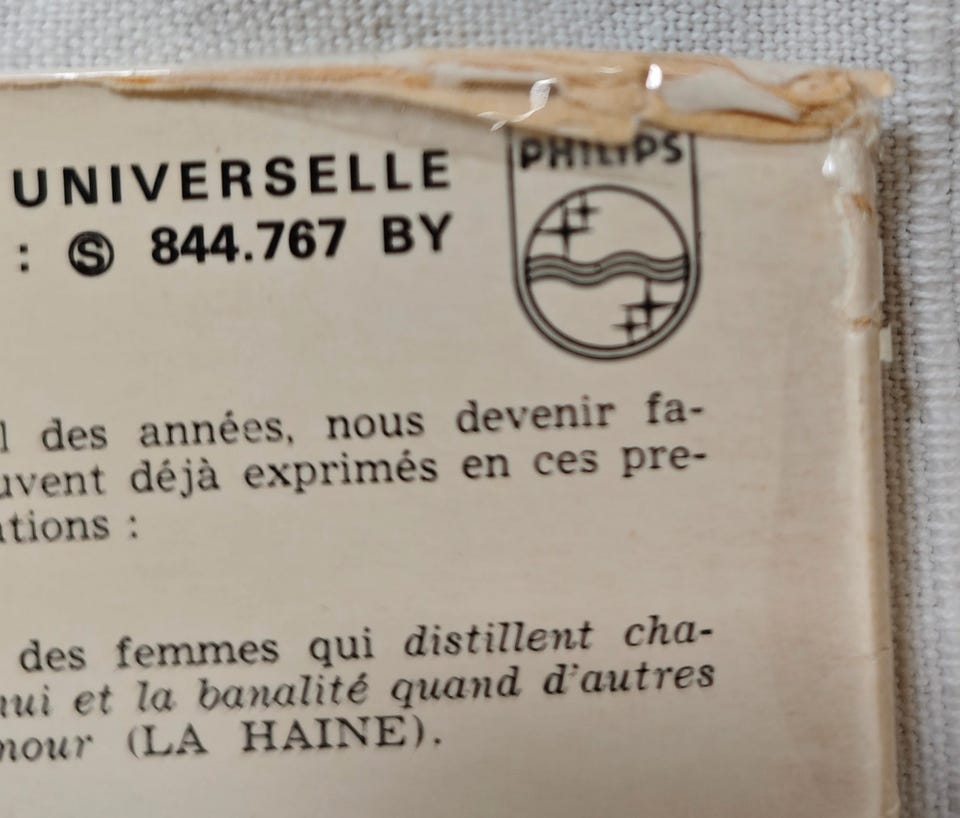 PHILIPS
UNIVERSELLE
: Ⓢ 844.767 BY
des années, nous devenir fa-
déjà exprimés en ces pre-
:
des femmes qui distillent cha-
et la banalité quand d'autres
(LA HAINE).